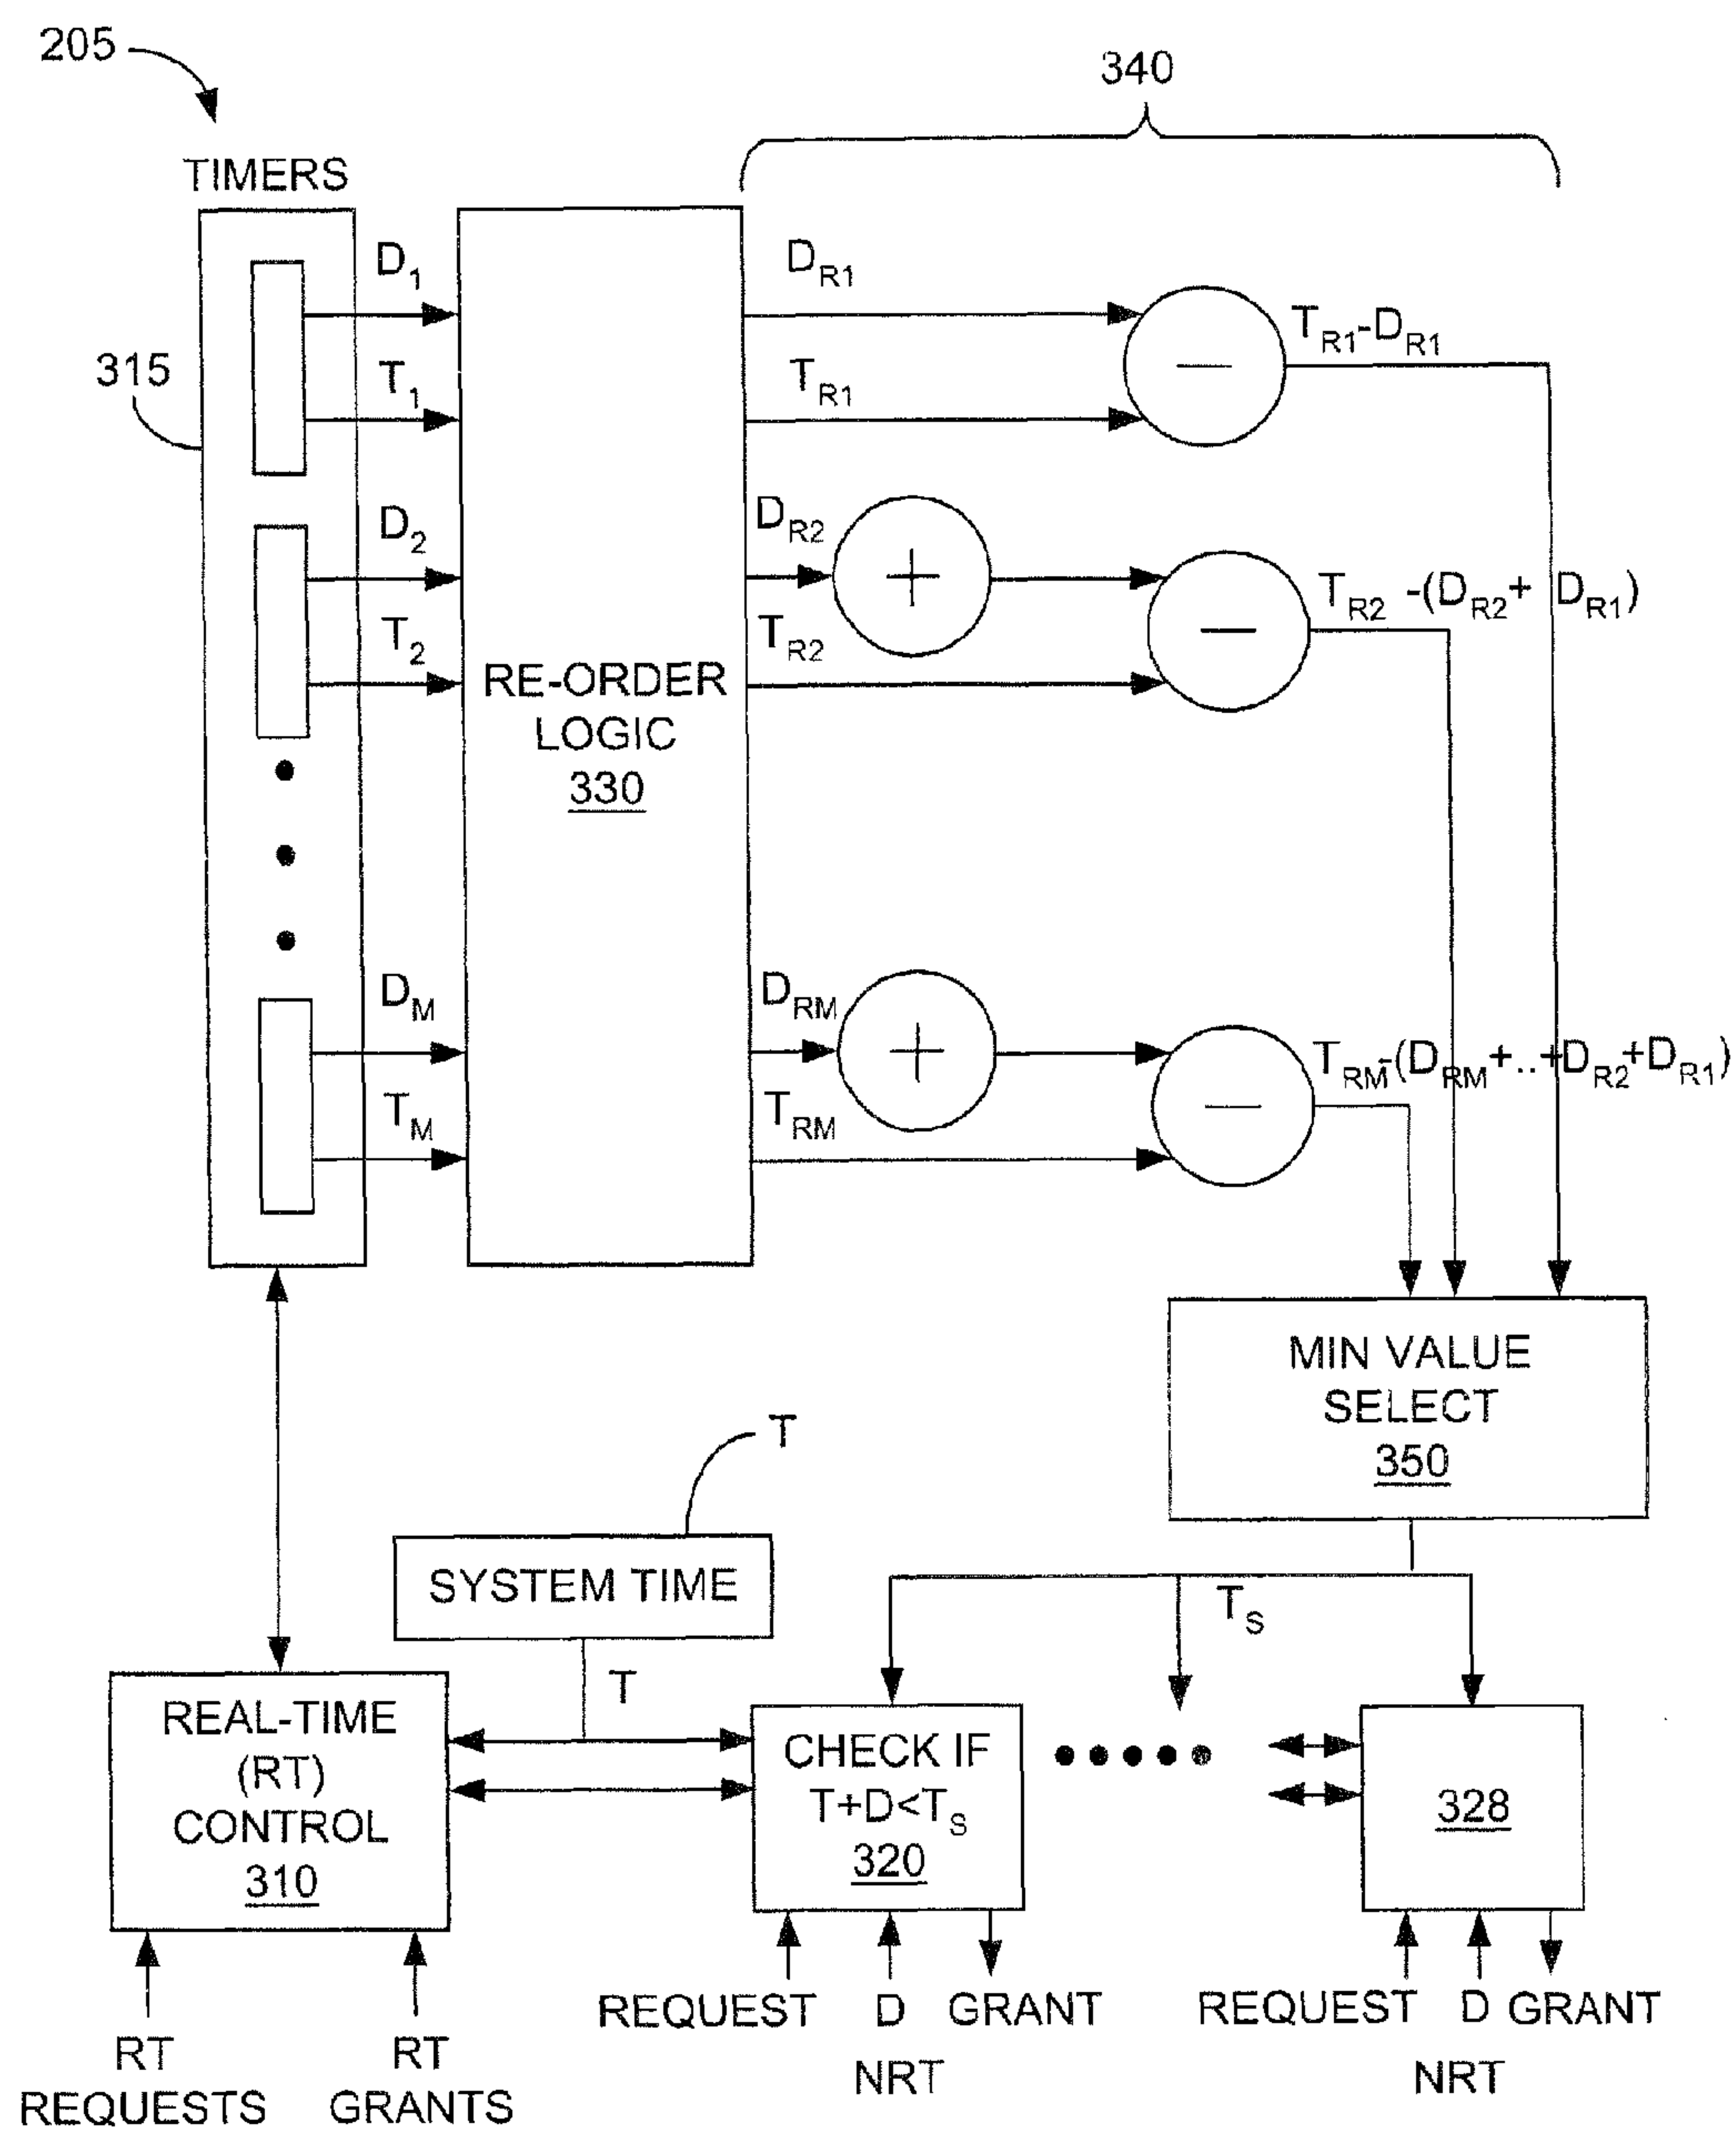 205
340
TIMERS
315
D1
T1
D2
T2
DM
TM
RE-ORDER
LOGIC
330
DR1
TR1
DR2
TR2
DRM
TRM
TR1-DR1
TR2 -(DR2+ DR1)
TRM-(DRM+..+DR2+DR1)
MIN VALUE
SELECT
350
T
SYSTEM TIME
T
TS
REAL-TIME
(RT)
CONTROL
310
CHECK IF
T+D<TS
320
328
RT
REQUESTS
RT
GRANTS
REQUEST D GRANT
NRT
REQUEST D GRANT
NRT